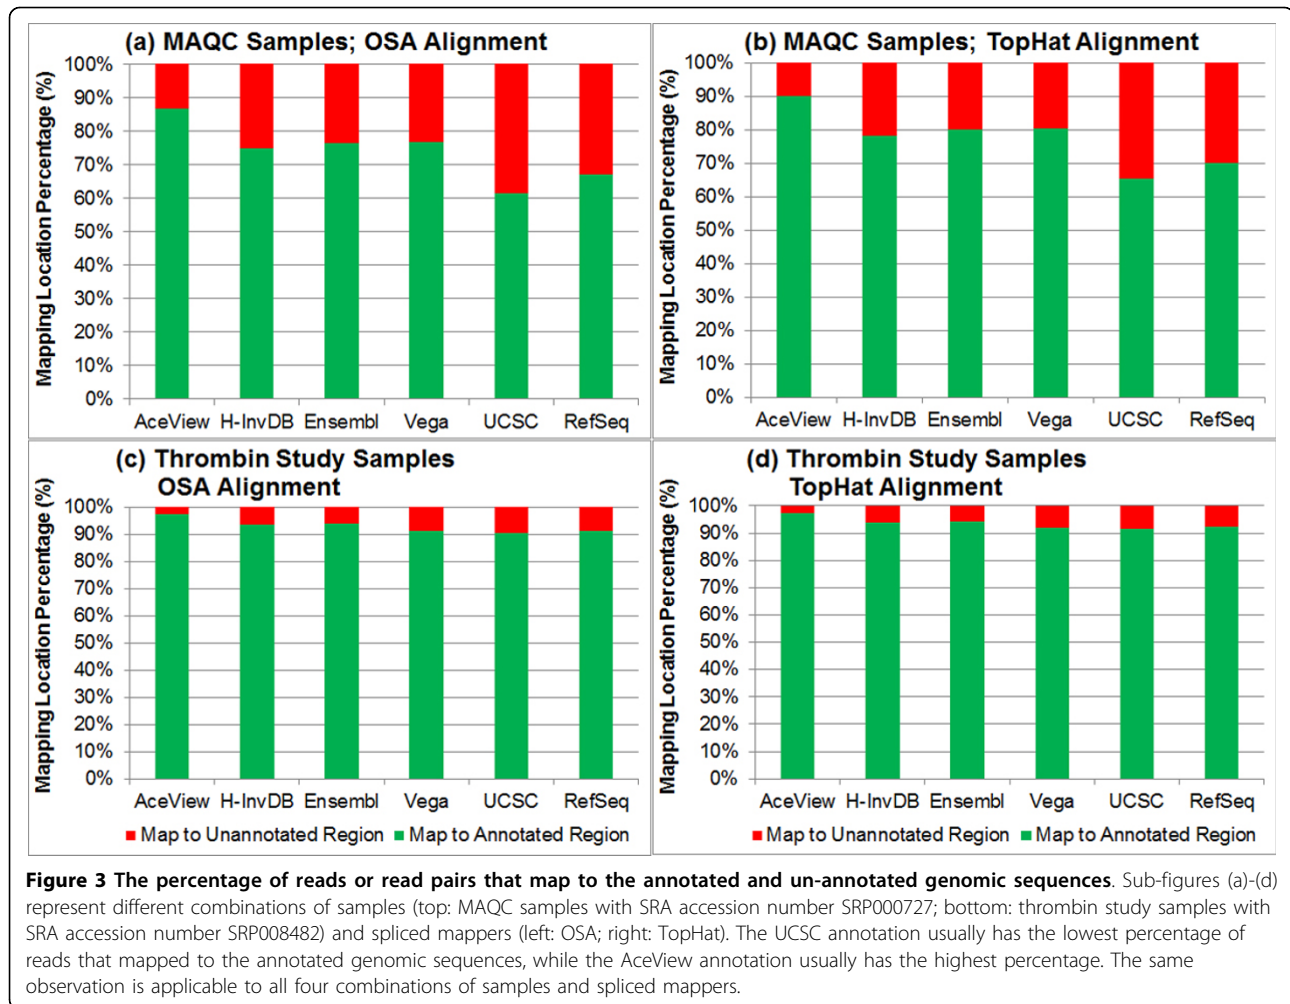 (a) MAQC Samples; OSA Alignment
Mapping Location Percentage (%)
100%
90%
80%
70%
60%
50%
40%
30%
20%
10%
0%
AceView H-InvDB Ensembl Vega UCSC RefSeq
(b) MAQC Samples; TopHat Alignment
Mapping Location Percentage (%)
100%
90%
80%
70%
60%
50%
40%
30%
20%
10%
0%
AceView H-InvDB Ensembl Vega UCSC RefSeq
(c) Thrombin Study Samples
OSA Alignment
Mapping Location Percentage (%)
100%
90%
80%
70%
60%
50%
40%
30%
20%
10%
0%
AceView H-InvDB Ensembl Vega UCSC RefSeq
Map to Unannotated Region Map to Annotated Region
(d) Thrombin Study Samples
TopHat Alignment
Mapping Location Percentage (%)
100%
90%
80%
70%
60%
50%
40%
30%
20%
10%
0%
AceView H-InvDB Ensembl Vega UCSC RefSeq
Map to Unannotated Region Map to Annotated Region
Figure 3 The percentage of reads or read pairs that map to the annotated and un-annotated genomic sequences. Sub-figures (a)-(d)
represent different combinations of samples (top: MAQC samples with SRA accession number SRP000727; bottom: thrombin study samples with
SRA accession number SRP008482) and spliced mappers (left: OSA; right: TopHat). The UCSC annotation usually has the lowest percentage of
reads that mapped to the annotated genomic sequences, while the AceView annotation usually has the highest percentage. The same
observation is applicable to all four combinations of samples and spliced mappers.